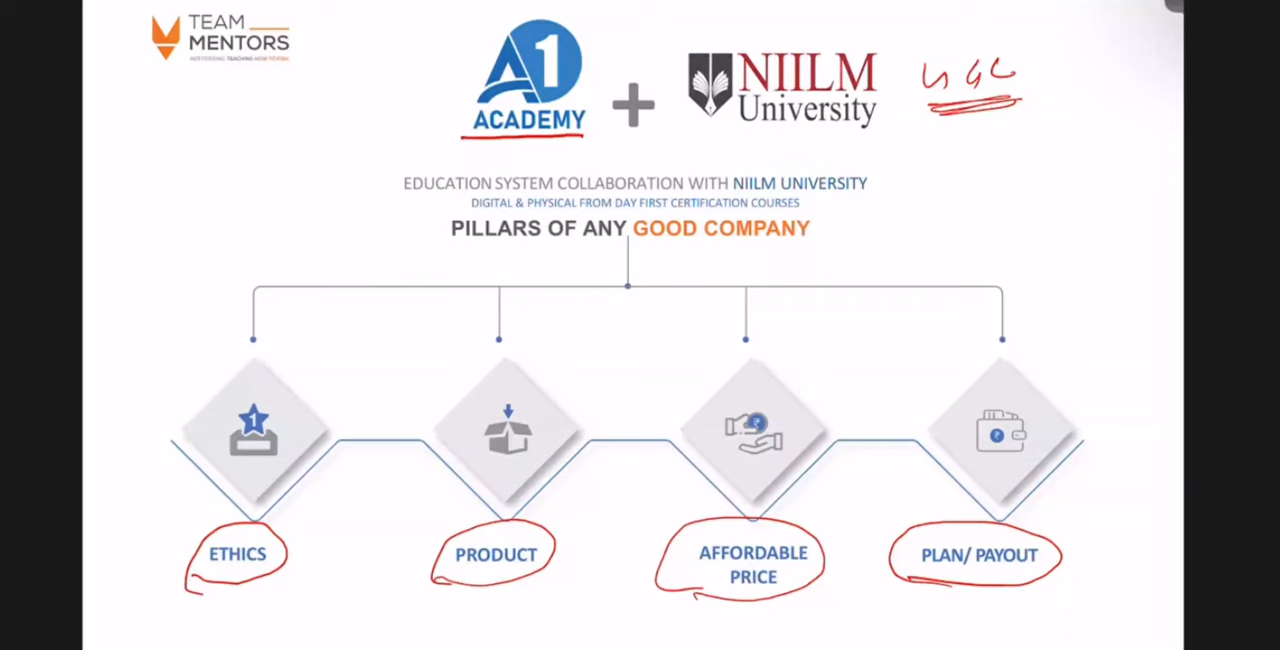 TEAM
MENTORS
A1
ACADEMY
NIILM
University
UGC
EDUCATION SYSTEM COLLABORATION WITH NIILM UNIVERSITY
DIGITAL & PHYSICAL FROM DAY FIRST CERTIFICATION COURSES
PILLARS OF ANY GOOD COMPANY
1
₹
₹
ETHICS
PRODUCT
AFFORDABLE
PRICE
PLAN/ PAYOUT